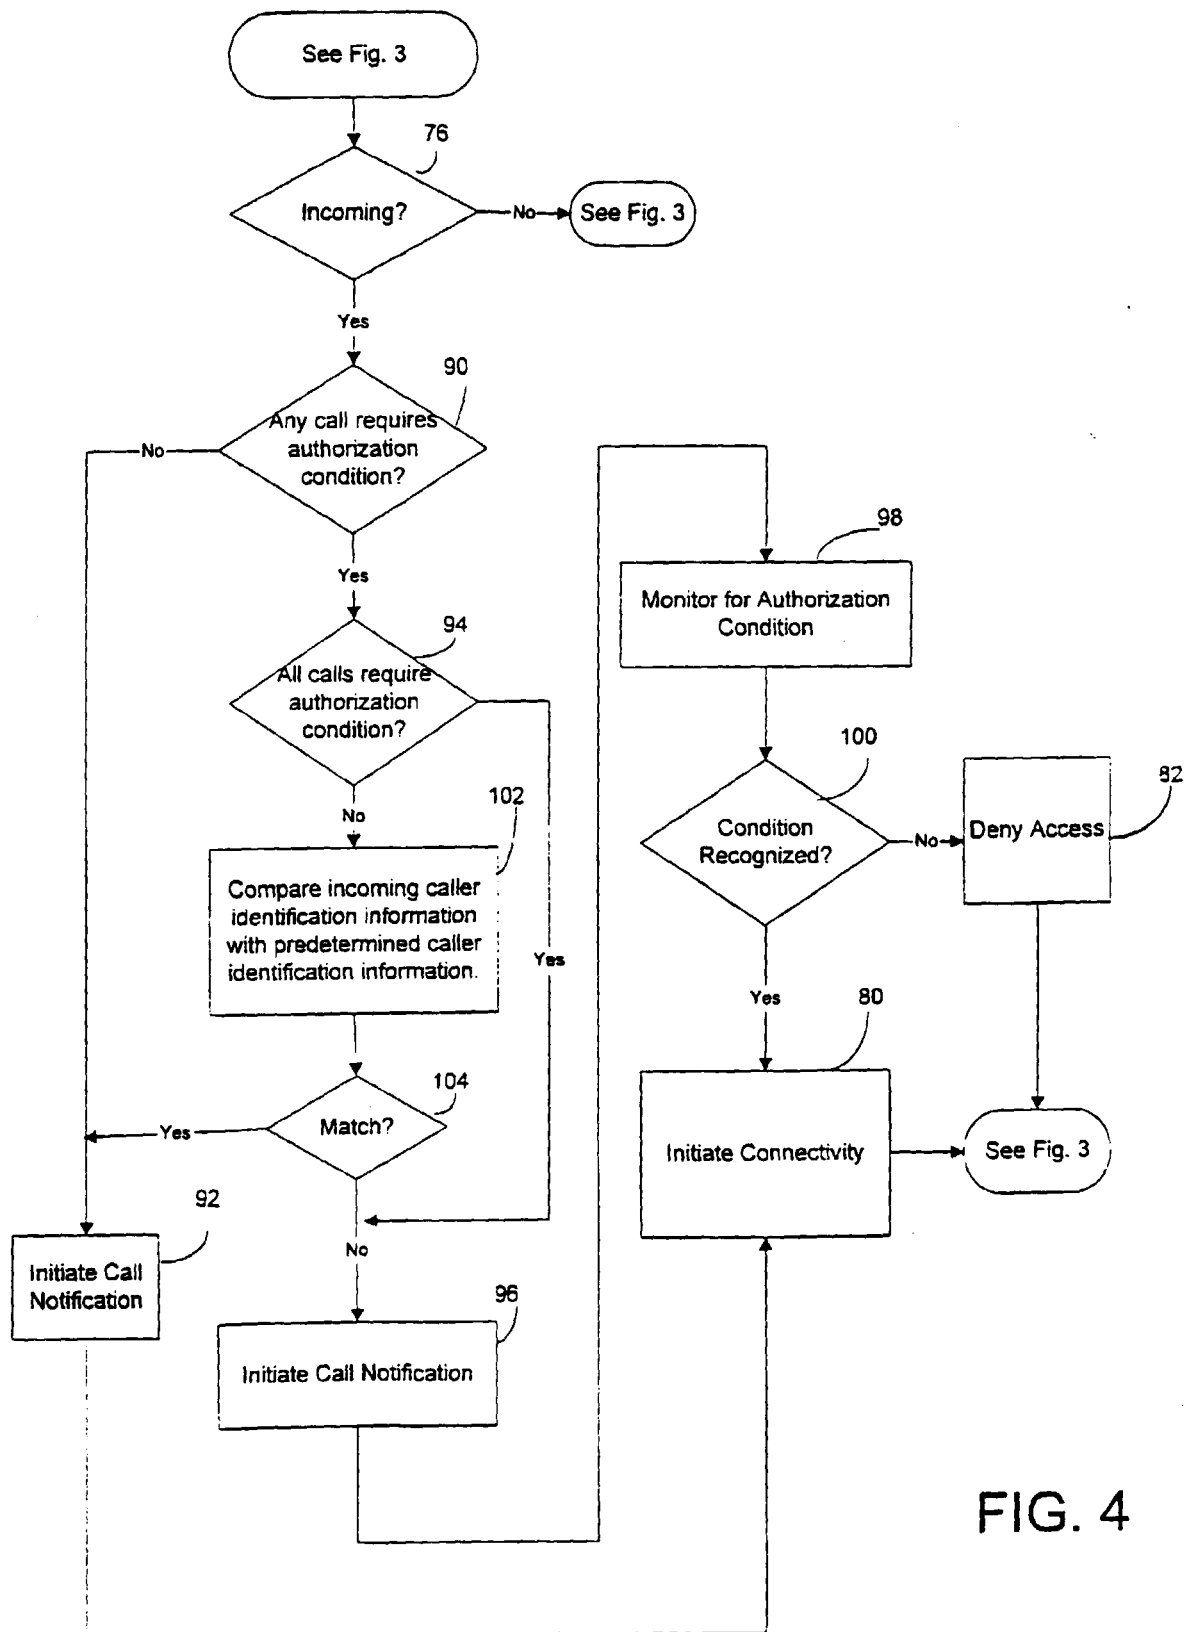 See Fig. 3
76
Incoming?
No
See Fig. 3
Yes
90
Any call requires
authorization
condition?
No
Yes
94
All calls require
authorization
condition?
No
Yes
102
Compare incoming caller
identification information
with predetermined caller
identification information.
104
Match?
Yes
No
92
Initiate Call
Notification
96
Initiate Call Notification
98
Monitor for Authorization
Condition
100
Condition
Recognized?
No
82
Deny Access
Yes
80
Initiate Connectivity
See Fig. 3
FIG. 4